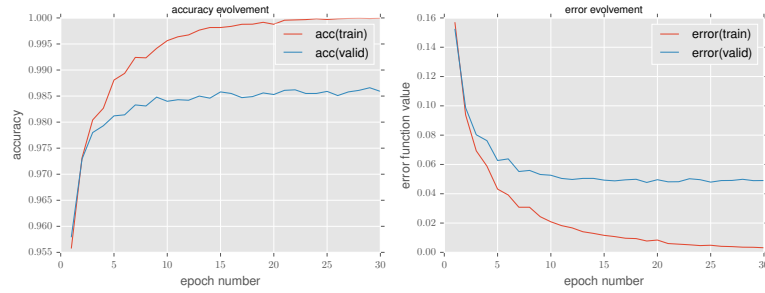 accuracy evolvement
1.000
0.995
0.990
0.985
0.980
0.975
0.970
0.965
0.960
0.955
accuracy
acc(train)
acc(valid)
0 5 10 15 20 25 30
epoch number
error evolvement
0.16
0.14
0.12
0.10
0.08
0.06
0.04
0.02
0.00
error function value
error(train)
error(valid)
0 5 10 15 20 25 30
epoch number